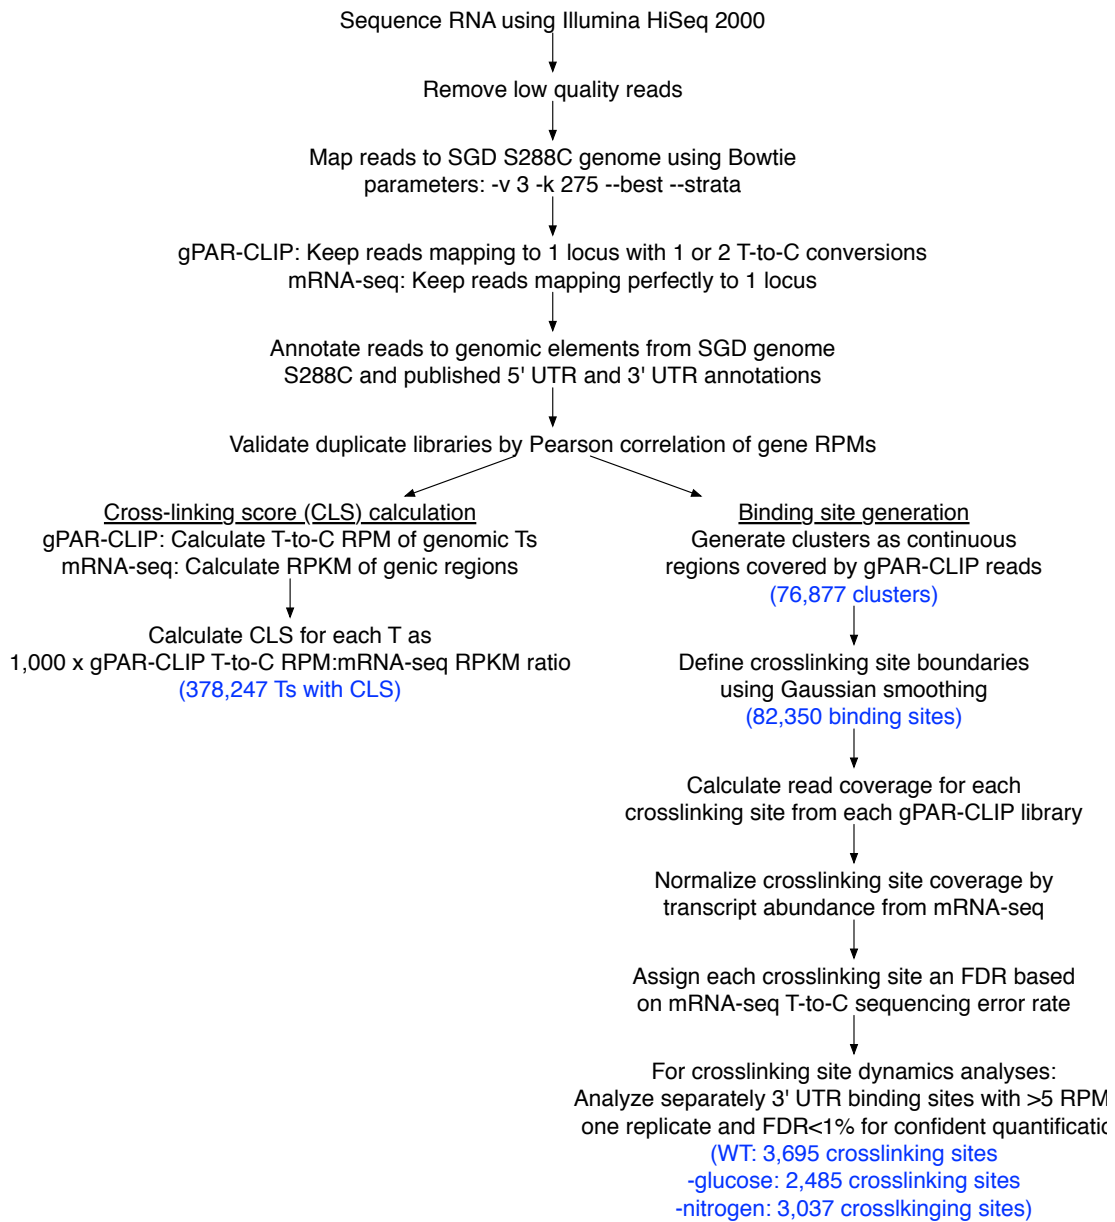 Sequence RNA using Illumina HiSeq 2000
Remove low quality reads
Map reads to SGD S288C genome using Bowtie
parameters: -v 3 -k 275 --best --strata
gPAR-CLIP: Keep reads mapping to 1 locus with 1 or 2 T-to-C conversions
mRNA-seq: Keep reads mapping perfectly to 1 locus
Annotate reads to genomic elements from SGD genome
S288C and published 5' UTR and 3' UTR annotations
Validate duplicate libraries by Pearson correlation of gene RPMs
Cross-linking score (CLS) calculation
gPAR-CLIP: Calculate T-to-C RPM of genomic Ts
mRNA-seq: Calculate RPKM of genic regions
Calculate CLS for each T as
1,000 x gPAR-CLIP T-to-C RPM:mRNA-seq RPKM ratio
(378,247 Ts with CLS)
Binding site generation
Generate clusters as continuous
regions covered by gPAR-CLIP reads
(76,877 clusters)
Define crosslinking site boundaries
using Gaussian smoothing
(82,350 binding sites)
Calculate read coverage for each
crosslinking site from each gPAR-CLIP library
Normalize crosslinking site coverage by
transcript abundance from mRNA-seq
Assign each crosslinking site an FDR based
on mRNA-seq T-to-C sequencing error rate
For crosslinking site dynamics analyses:
Analyze separately 3' UTR binding sites with >5 RPM
one replicate and FDR<1% for confident quantificatio
(WT: 3,695 crosslinking sites
-glucose: 2,485 crosslinking sites
-nitrogen: 3,037 crosslkinging sites)